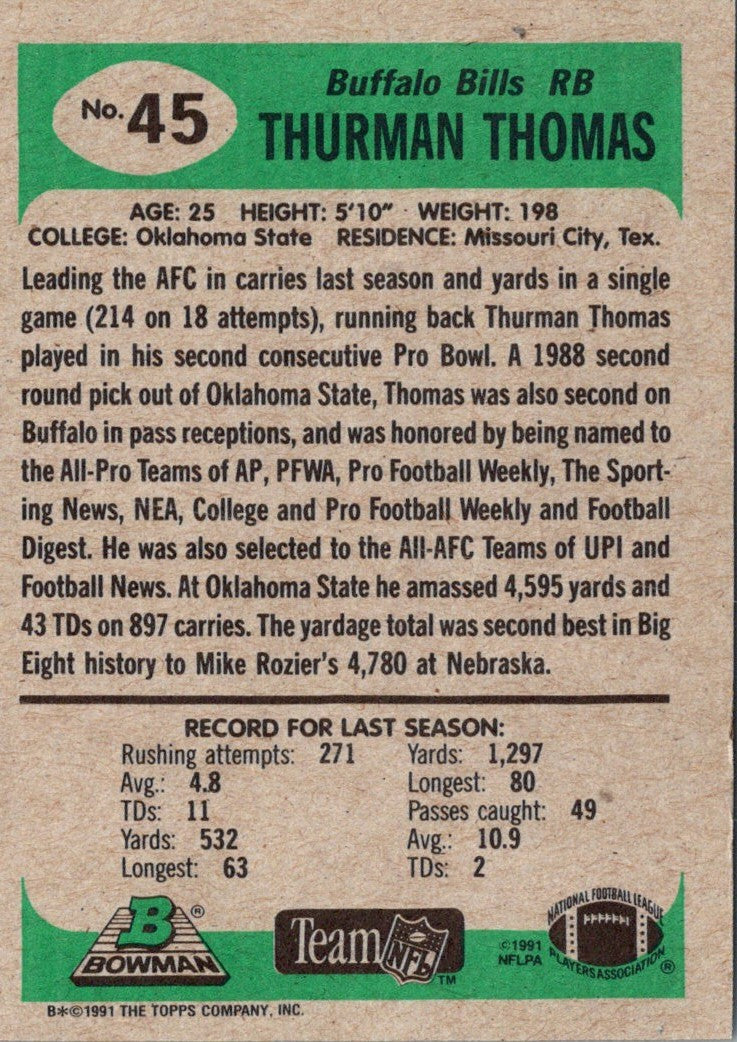 No. 45
Buffalo Bills RB
THURMAN THOMAS
AGE: 25 HEIGHT: 5'10" WEIGHT: 198
COLLEGE: Oklahoma State RESIDENCE: Missouri City, Tex.
Leading the AFC in carries last season and yards in a single
game (214 on 18 attempts), running back Thurman Thomas
played in his second consecutive Pro Bowl. A 1988 second
round pick out of Oklahoma State, Thomas was also second on
Buffalo in pass receptions, and was honored by being named to
the All-Pro Teams of AP, PFWA, Pro Football Weekly, The Sport-
ing News, NEA, College and Pro Football Weekly and Football
Digest. He was also selected to the All-AFC Teams of UPI and
Football News. At Oklahoma State he amassed 4,595 yards and
43 TDs on 897 carries. The yardage total was second best in Big
Eight history to Mike Rozier's 4,780 at Nebraska.
RECORD FOR LAST SEASON:
Rushing attempts: 271 Yards: 1,297
Avg.: 4.8 Longest: 80
TDs: 11 Passes caught: 49
Yards: 532 Avg.: 10.9
Longest: 63 TDs: 2
B ®
BOWMAN
Team NFL ™
©1991
NFLPA
NATIONAL FOOTBALL LEAGUE
PLAYERS ASSOCIATION ®
B*©1991 THE TOPPS COMPANY, INC.